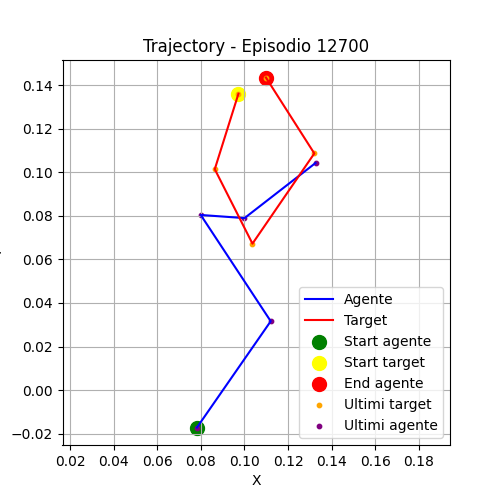 Trajectory - Episodio 12700
0.14
0.12
0.10
0.08
0.06
0.04
0.02
0.00
−0.02
0.02 0.04 0.06 0.08 0.10 0.12 0.14 0.16 0.18
X
Agente
Target
Start agente
Start target
End agente
Ultimi target
Ultimi agente